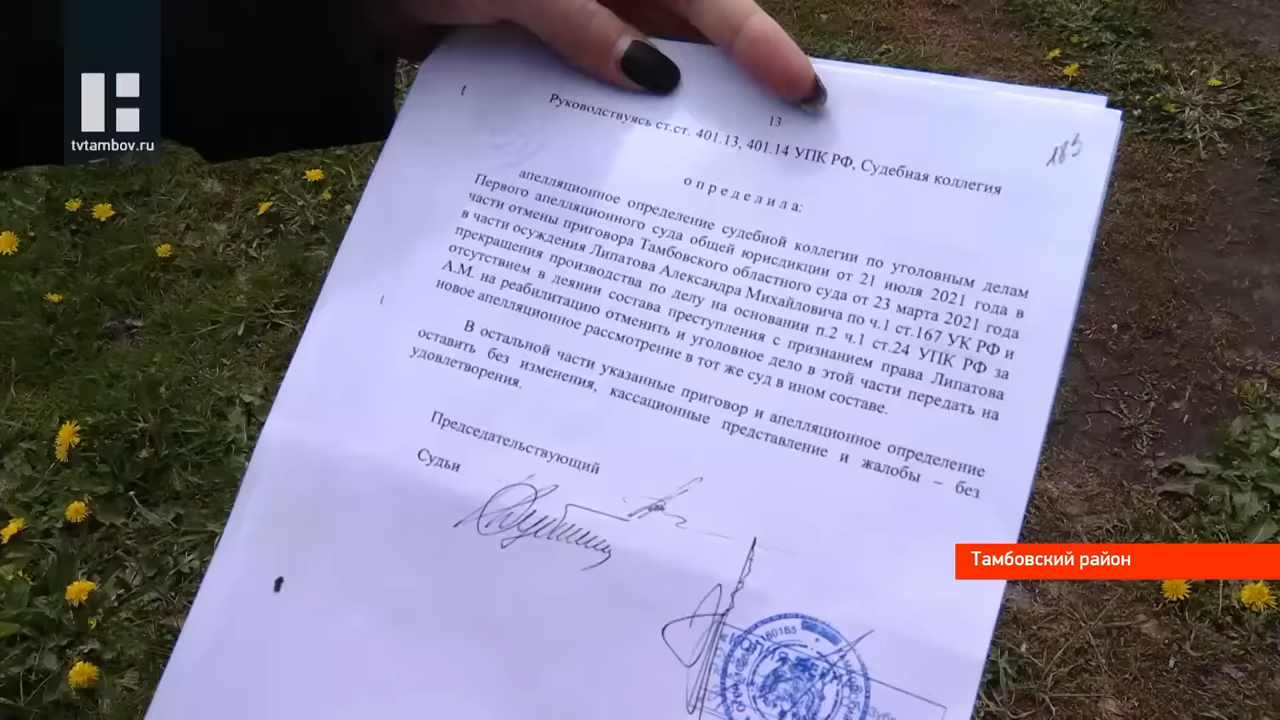 tvtambov.ru
13
183
Руководствуясь ст.ст. 401.13, 401.14 УПК РФ, Судебная коллегия
о п р е д е л и л а:
апелляционное определение судебной коллегии по уголовным делам
Первого апелляционного суда общей юрисдикции от 21 июля 2021 года в
части отмены приговора Тамбовского областного суда от 23 марта 2021 года
в части осуждения Липатова Александра Михайловича по ч.1 ст.167 УК РФ и
прекращения производства по делу на основании п.2 ч.1 ст.24 УПК РФ за
отсутствием в деянии состава преступления с признанием права Липатова
А.М. на реабилитацию отменить и уголовное дело в этой части передать на
новое апелляционное рассмотрение в тот же суд в ином составе.
В остальной части указанные приговор и апелляционное определение
оставить без изменения, кассационные представление и жалобы – без
удовлетворения.
Председательствующий
Судьи
Тамбовский район